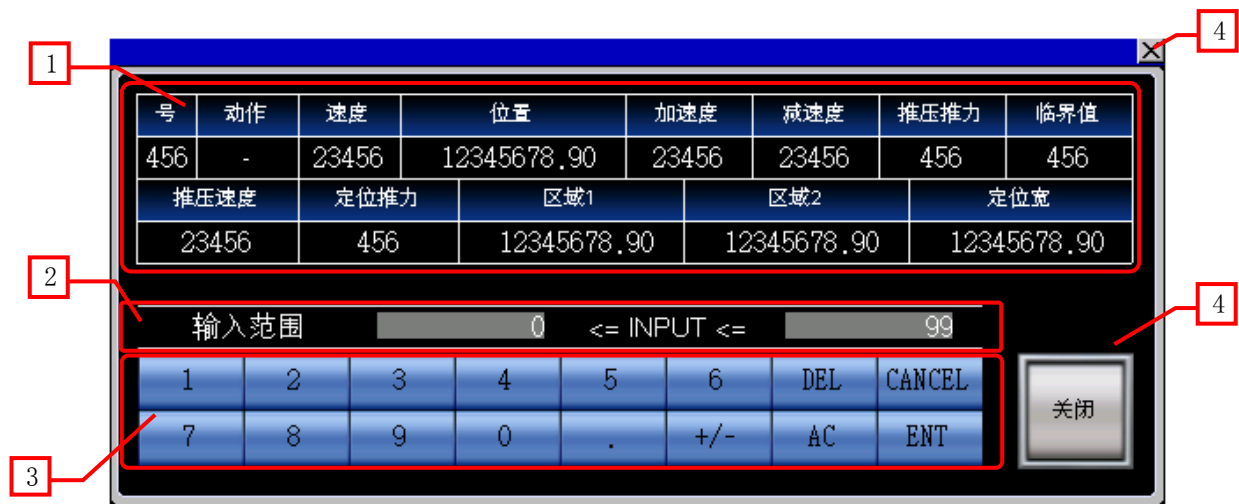 4
1
号 动作 速度 位置 加速度 减速度 推压推力 临界值
456 - 23456 12345678.90 23456 23456 456 456
推压速度 定位推力 区域1 区域2 定位宽
23456 456 12345678.90 12345678.90 12345678.90
2
4
输入范围 0 <= INPUT <= 99
1 2 3 4 5 6 DEL CANCEL
关闭
7 8 9 0 . +/- AC ENT
3